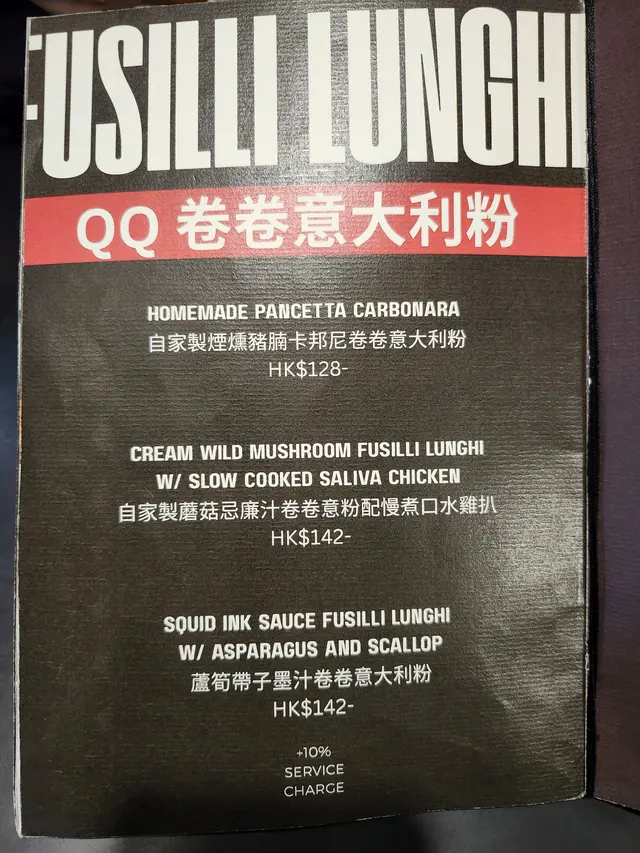 FUSILLI LUNGHI
QQ 卷卷意大利粉
HOMEMADE PANCETTA CARBONARA
自家製煙燻豬腩卡邦尼卷卷意大利粉
HK$128-
CREAM WILD MUSHROOM FUSILLI LUNGHI
W/ SLOW COOKED SALIVA CHICKEN
自家製蘑菇忌廉汁卷卷意粉配慢煮口水雞扒
HK$142-
SQUID INK SAUCE FUSILLI LUNGHI
W/ ASPARAGUS AND SCALLOP
蘆筍帶子墨汁卷卷意大利粉
HK$142-
+10%
SERVICE
CHARGE